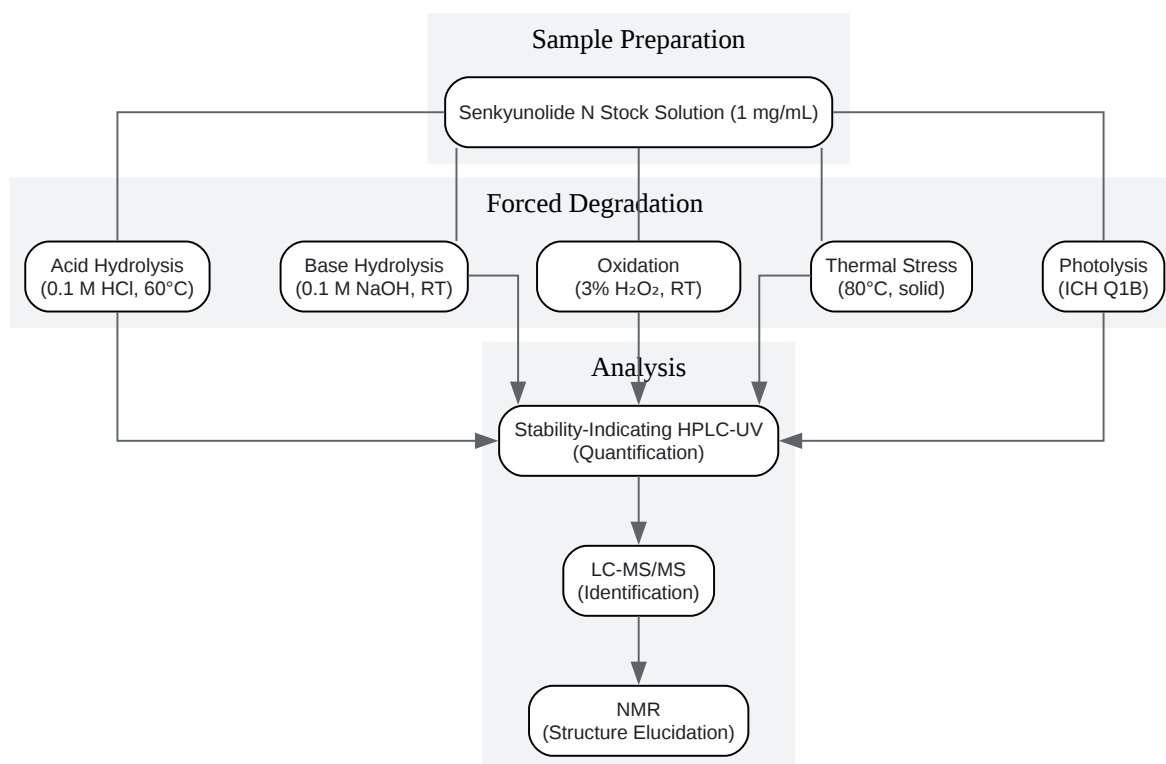 Sample Preparation
Senkyunolide N Stock Solution (1 mg/mL)
Forced Degradation
Acid Hydrolysis
(0.1 M HCl, 60°C)
Base Hydrolysis
(0.1 M NaOH, RT)
Oxidation
(3% H₂O₂, RT)
Thermal Stress
(80°C, solid)
Photolysis
(ICH Q1B)
Analysis
Stability-Indicating HPLC-UV
(Quantification)
LC-MS/MS
(Identification)
NMR
(Structure Elucidation)